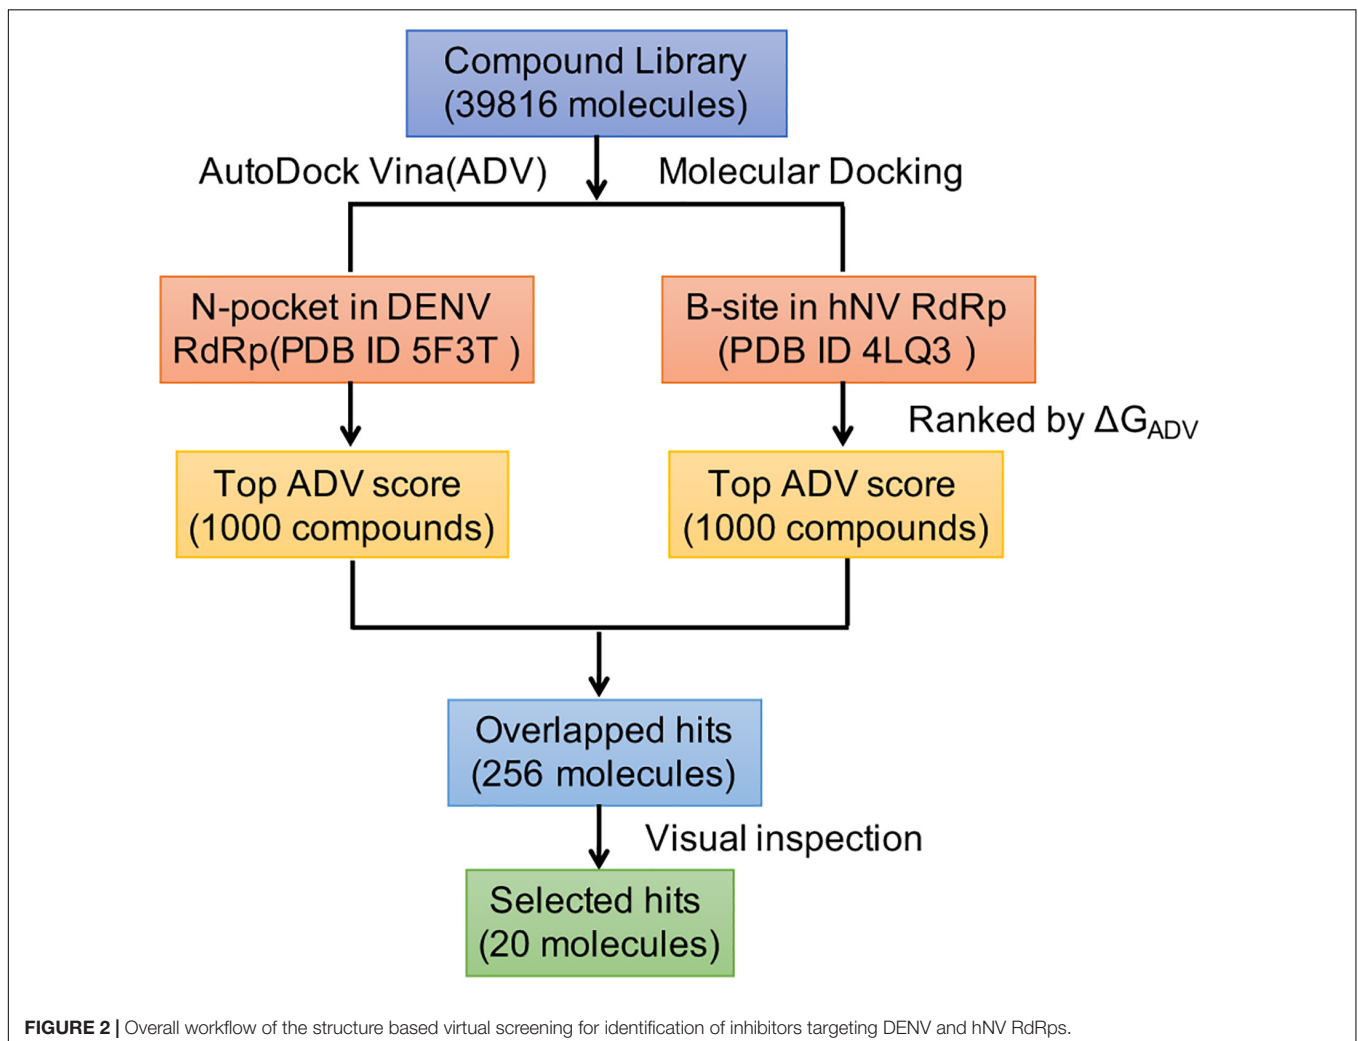 Compound Library
(39816 molecules)
AutoDock Vina(ADV)
Molecular Docking
N-pocket in DENV
RdRp(PDB ID 5F3T )
B-site in hNV RdRp
(PDB ID 4LQ3 )
Ranked by ΔGADV
Top ADV score
(1000 compounds)
Top ADV score
(1000 compounds)
Overlapped hits
(256 molecules)
Visual inspection
Selected hits
(20 molecules)
FIGURE 2 | Overall workflow of the structure based virtual screening for identification of inhibitors targeting DENV and hNV RdRps.